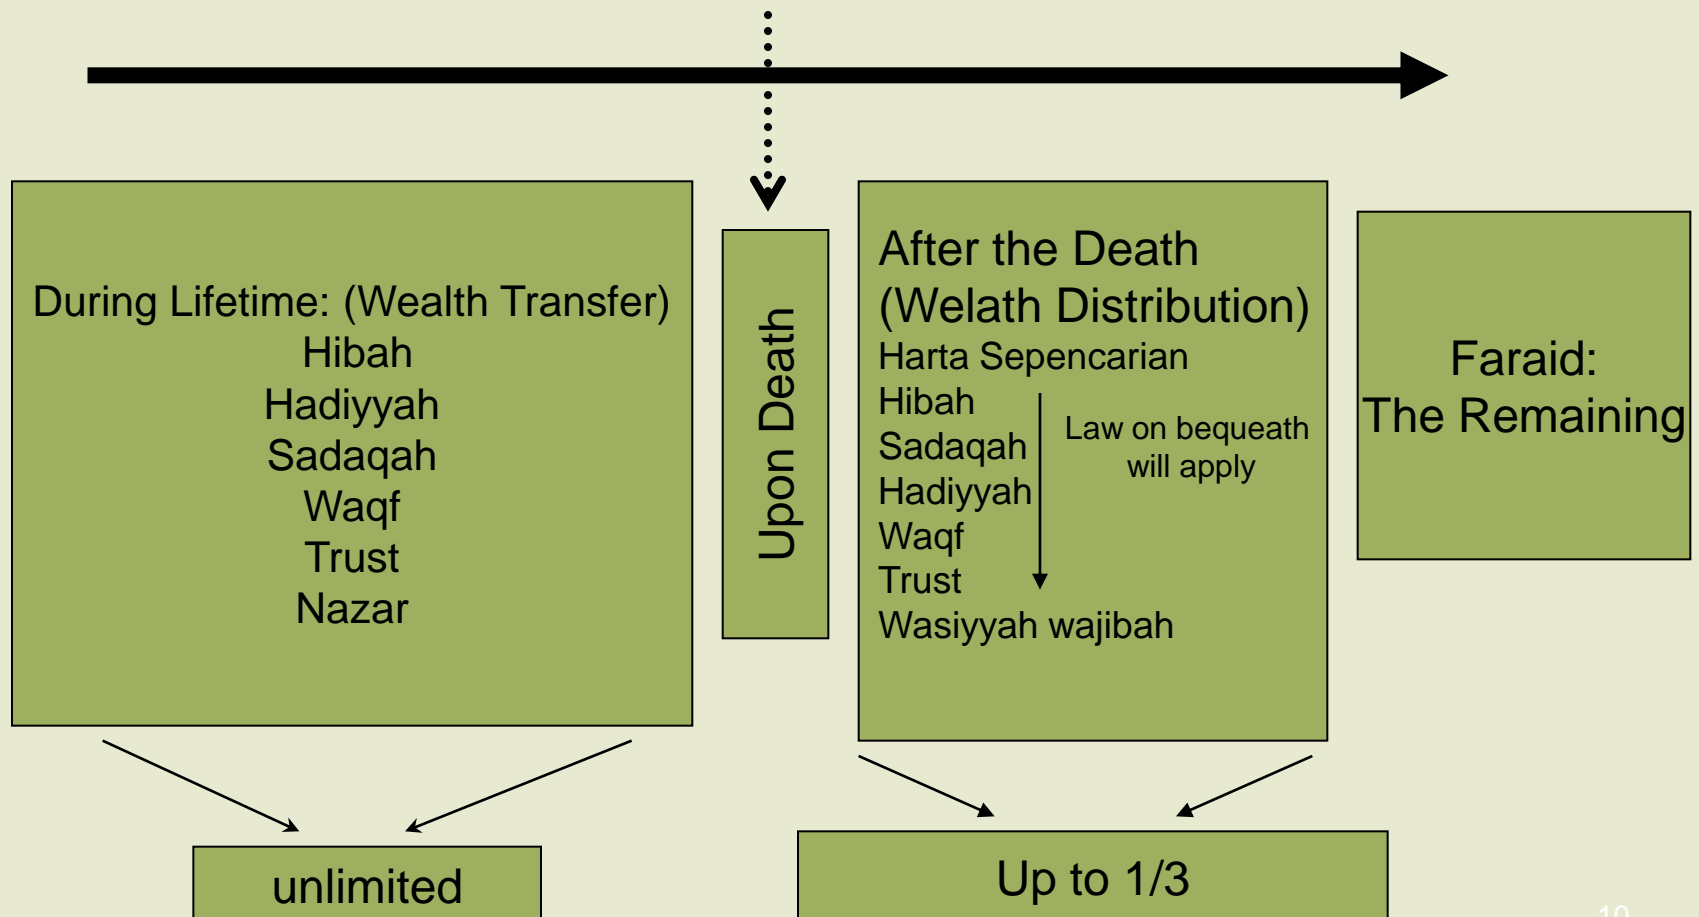 During Lifetime: (Wealth Transfer)
Hibah
Hadiyyah
Sadaqah
Waqf
Trust
Nazar
unlimited
Upon Death
After the Death
(Welath Distribution)
Harta Sepencarian
Hibah
Sadaqah
Hadiyyah
Waqf
Trust
Wasiyyah wajibah
Law on bequeath
will apply
Up to 1/3
Faraid:
The Remaining
10